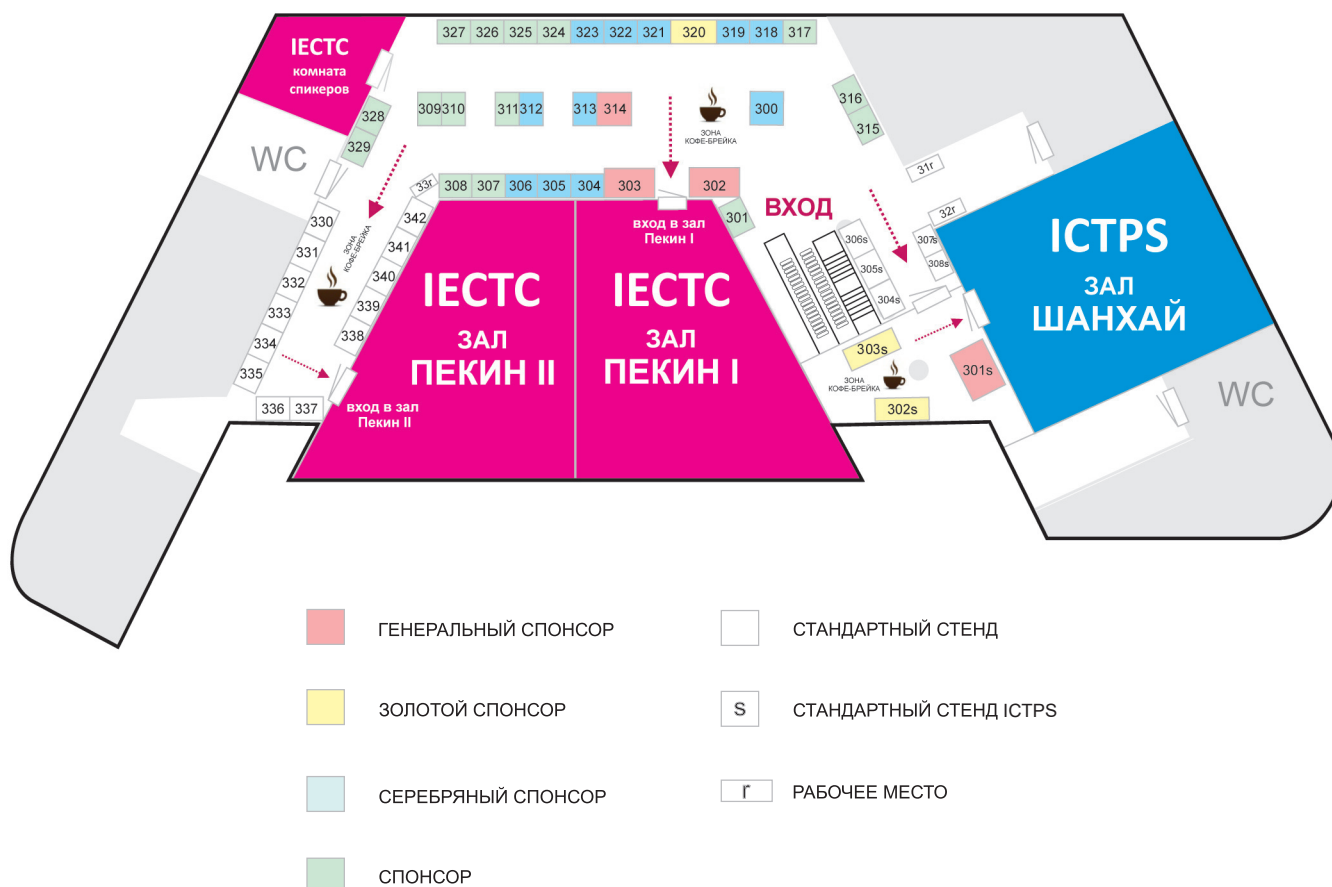 IECTC
комната
спикеров
327 326 325 324 323 322 321 320 319 318 317
328
329
309 310 311 312 313 314
ЗОНА
КОФЕ-БРЕЙКА
300
316
315
WC
31г
33г
308 307 306 305 304 303 302
301
вход в зал
Пекин I
ВХОД
32г
307s
308s
306s
305s
304s
303s
ЗОНА
КОФЕ-БРЕЙКА
302s
301s
330
331
332
333
334
335
336 337
ЗОНА
КОФЕ-БРЕЙКА
342
341
340
339
338
вход в зал
Пекин II
IECTC
ЗАЛ
ПЕКИН II
IECTC
ЗАЛ
ПЕКИН I
ICTPS
ЗАЛ
ШАНХАЙ
WC
ГЕНЕРАЛЬНЫЙ СПОНСОР
ЗОЛОТОЙ СПОНСОР
СЕРЕБРЯНЫЙ СПОНСОР
СПОНСОР
СТАНДАРТНЫЙ СТЕНД
S СТАНДАРТНЫЙ СТЕНД ICTPS
г РАБОЧЕЕ МЕСТО